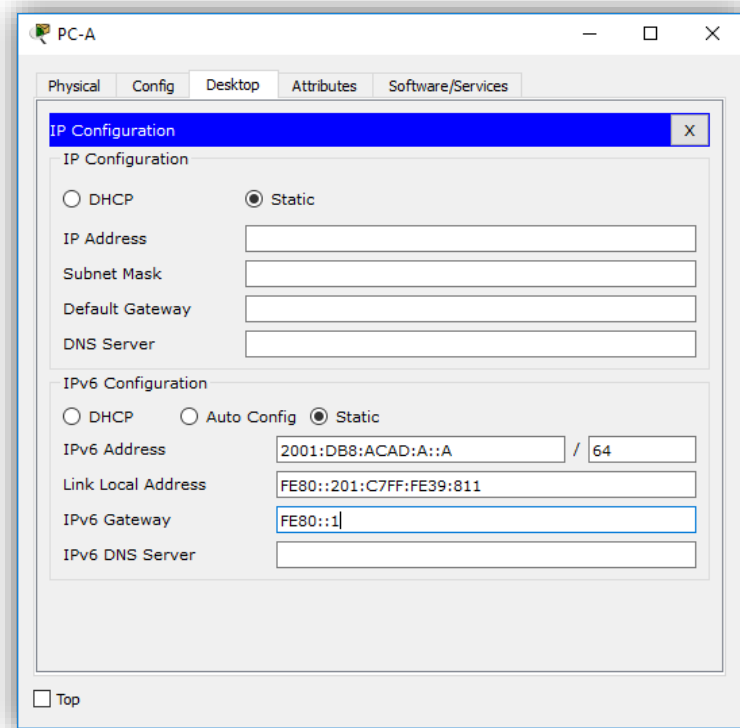 PC-A
Physical Config Desktop Attributes Software/Services
IP Configuration X
IP Configuration
DHCP Static
IP Address
Subnet Mask
Default Gateway
DNS Server
IPv6 Configuration
DHCP Auto Config Static
IPv6 Address 2001:DB8:ACAD:A::A / 64
Link Local Address FE80::201:C7FF:FE39:811
IPv6 Gateway FE80::1
IPv6 DNS Server
Top